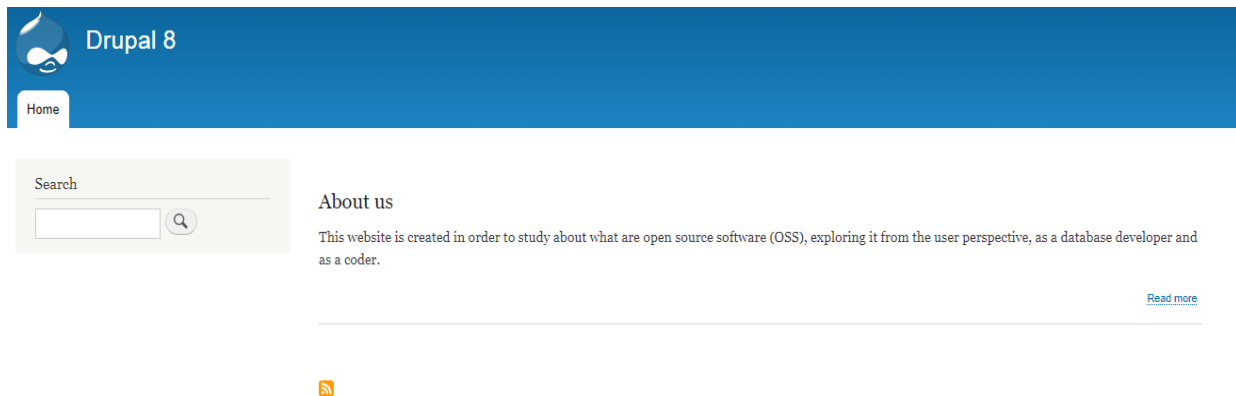 Drupal 8
Home
Search
About us
This website is created in order to study about what are open source software (OSS), exploring it from the user perspective, as a database developer and
as a coder.
Read more